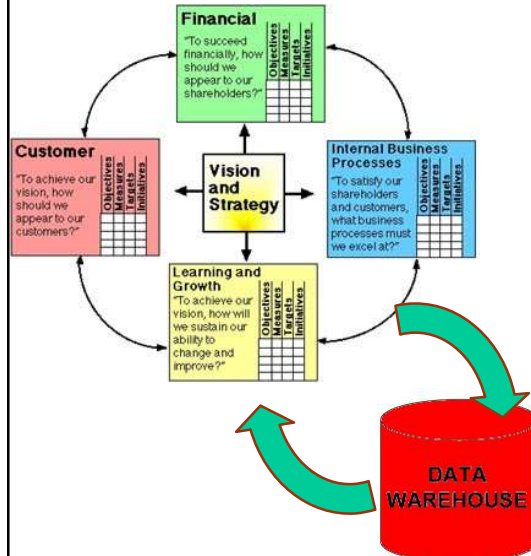 Financial
"To succeed
financially, how
should we
appear to our
shareholders?"
Objectives
Measures
Targets
Initiatives
Customer
"To achieve our
vision, how
should we
appear to our
customers?"
Objectives
Measures
Targets
Initiatives
Vision
and
Strategy
Internal Business
Processes
"To satisfy our
shareholders
and customers,
what business
processes must
we excel at?"
Objectives
Measures
Targets
Initiatives
Learning and
Growth
"To achieve our
vision, how will
we sustain our
ability to
change and
improve?"
Objectives
Measures
Targets
Initiatives
DATA
WAREHOUSE